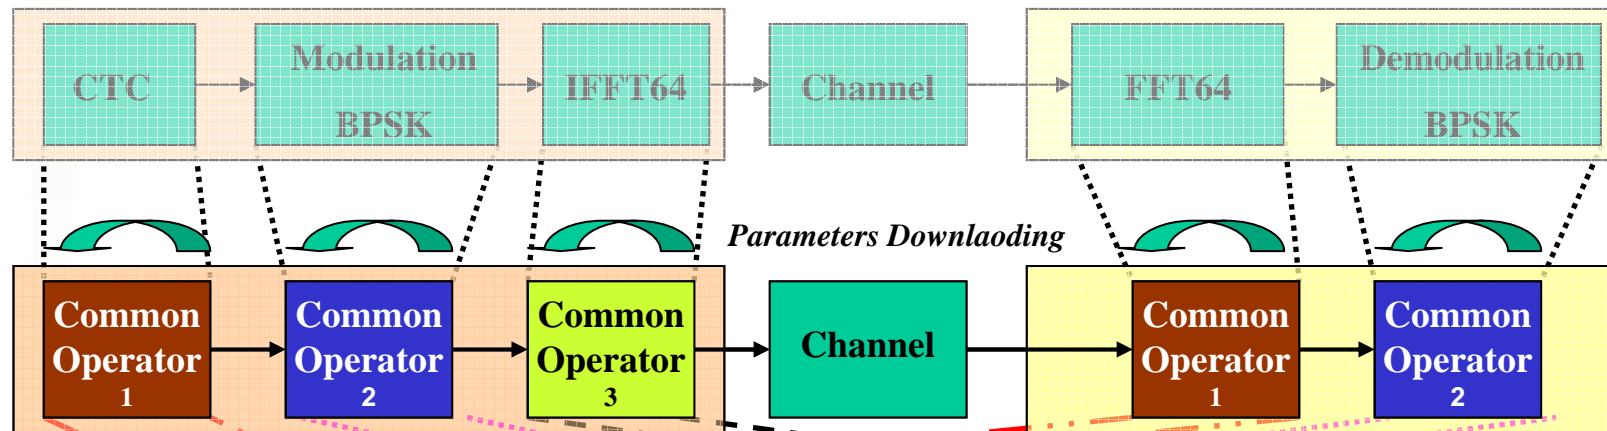 CTC
Modulation
BPSK
IFFT64
Channel
FFT64
Demodulation
BPSK
Parameters Downlaoding
Common
Operator
1
Common
Operator
2
Common
Operator
3
Channel
Common
Operator
1
Common
Operator
2